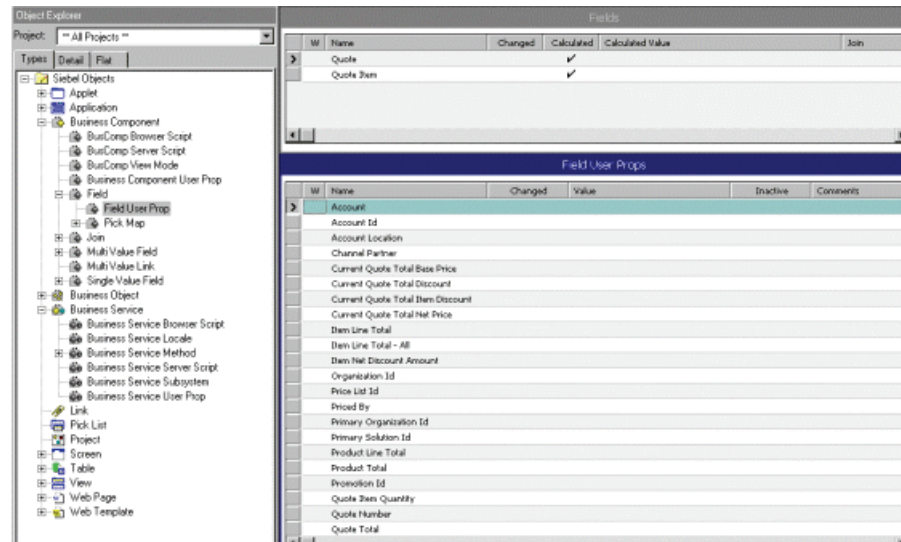 Object Explorer
Project: ** All Projects **
Types Detail Flat
Siebel Objects
Applet
Application
Business Component
BusComp Browser Script
BusComp Server Script
BusComp View Mode
Business Component User Prop
Field
Field User Prop
Pick Map
Join
Multi Value Field
Multi Value Link
Single Value Field
Business Object
Business Service
Business Service Browser Script
Business Service Locale
Business Service Method
Business Service Server Script
Business Service Subsystem
Business Service User Prop
Link
Pick List
Project
Screen
Table
View
Web Page
Web Template
Fields
W Name Changed Calculated Calculated Value Join
Quote
Quote Item
Field User Props
W Name Changed Value Inactive Comments
Account
Account Id
Account Location
Channel Partner
Current Quote Total Base Price
Current Quote Total Discount
Current Quote Total Item Discount
Current Quote Total Net Price
Item Line Total
Item Line Total - All
Item Net Discount Amount
Organization Id
Price List Id
Priced By
Primary Organization Id
Primary Solution Id
Product Line Total
Product Total
Promotion Id
Quote Item Quantity
Quote Number
Quote Total